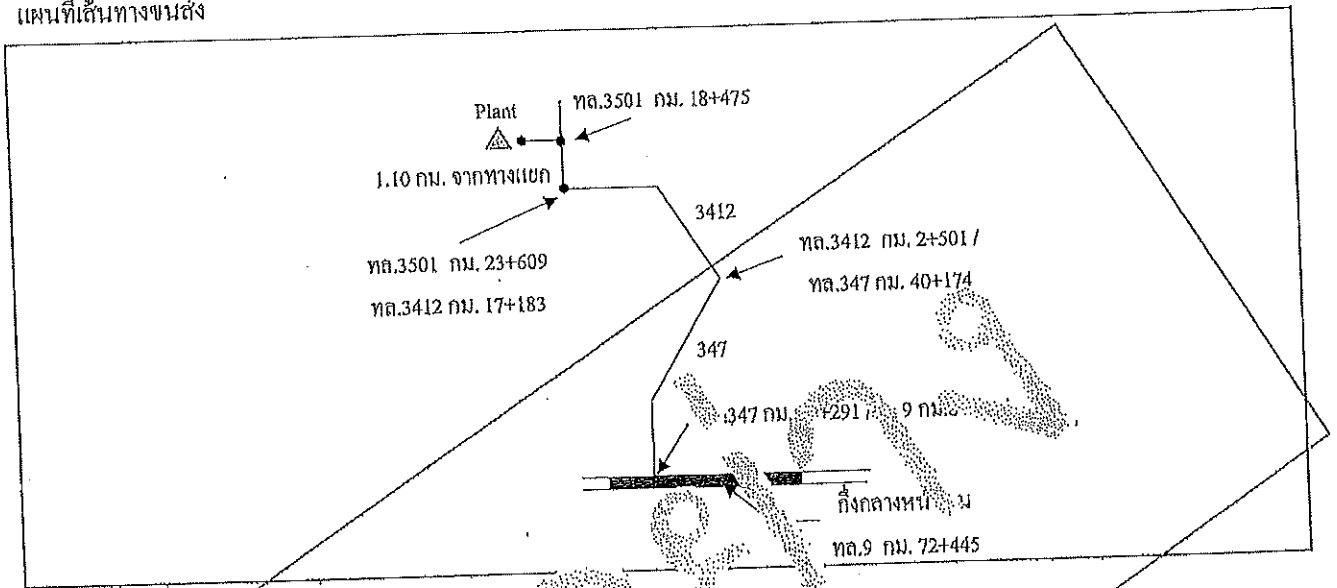 แผนที่เส้นทางขนส่ง
Plant
ทล.3501 กม. 18+475
1.10 กม. จากทางแยก
3412
ทล.3501 กม. 23+609
ทล.3412 กม. 17+183
ทล.3412 กม. 2+501 /
ทล.347 กม. 40+174
347
347 กม. +291 / 9 กม.
กึ่งกลาง
ทล.9 กม. 72+445